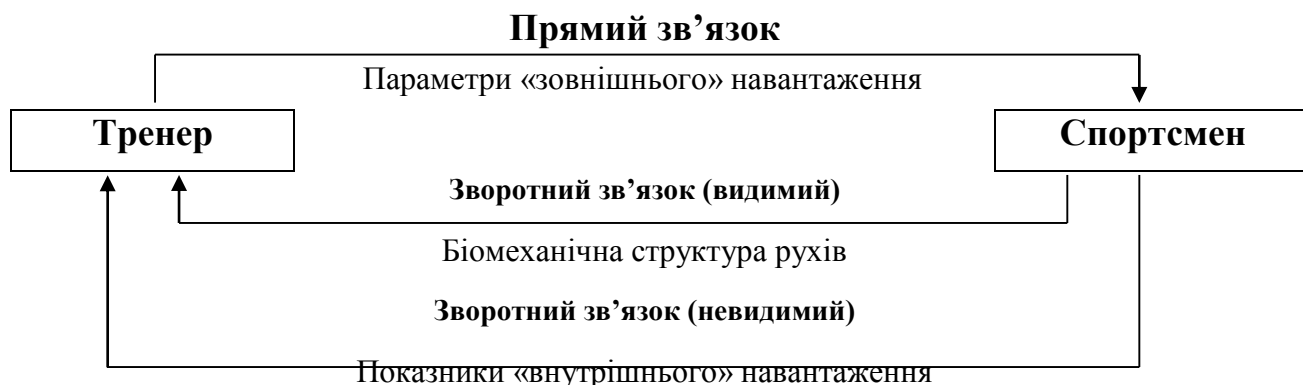 Прямий зв’язок
Параметри «зовнішнього» навантаження
Тренер
Спортсмен
Зворотний зв’язок (видимий)
Біомеханічна структура рухів
Зворотний зв’язок (невидимий)
Показники «внутрішнього» навантаження